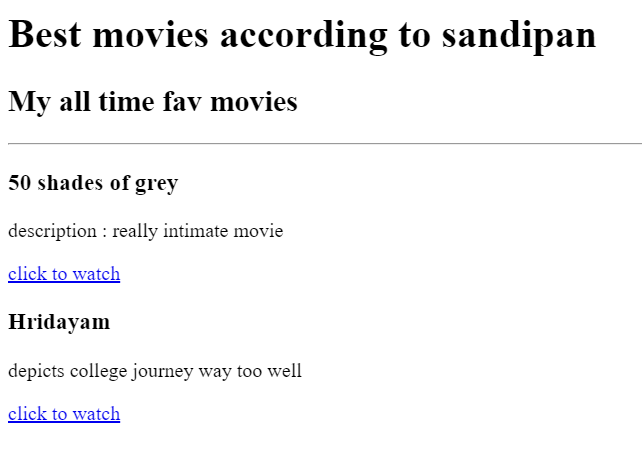 Best movies according to sandipan
My all time fav movies
50 shades of grey
description : really intimate movie
click to watch
Hridayam
depicts college journey way too well
click to watch